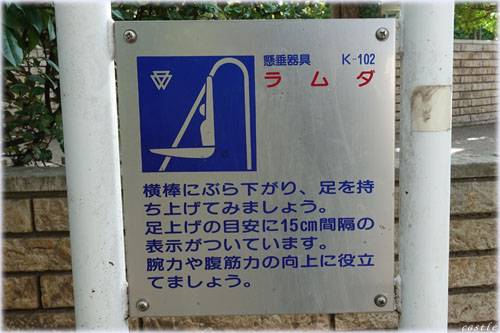 懸垂器具 K-102
ラムダ
横棒にぶら下がり、足を持
ち上げてみましょう。
足上げの目安に15cm間隔の
表示がついています。
腕力や腹筋力の向上に役立
てましょう。
castle